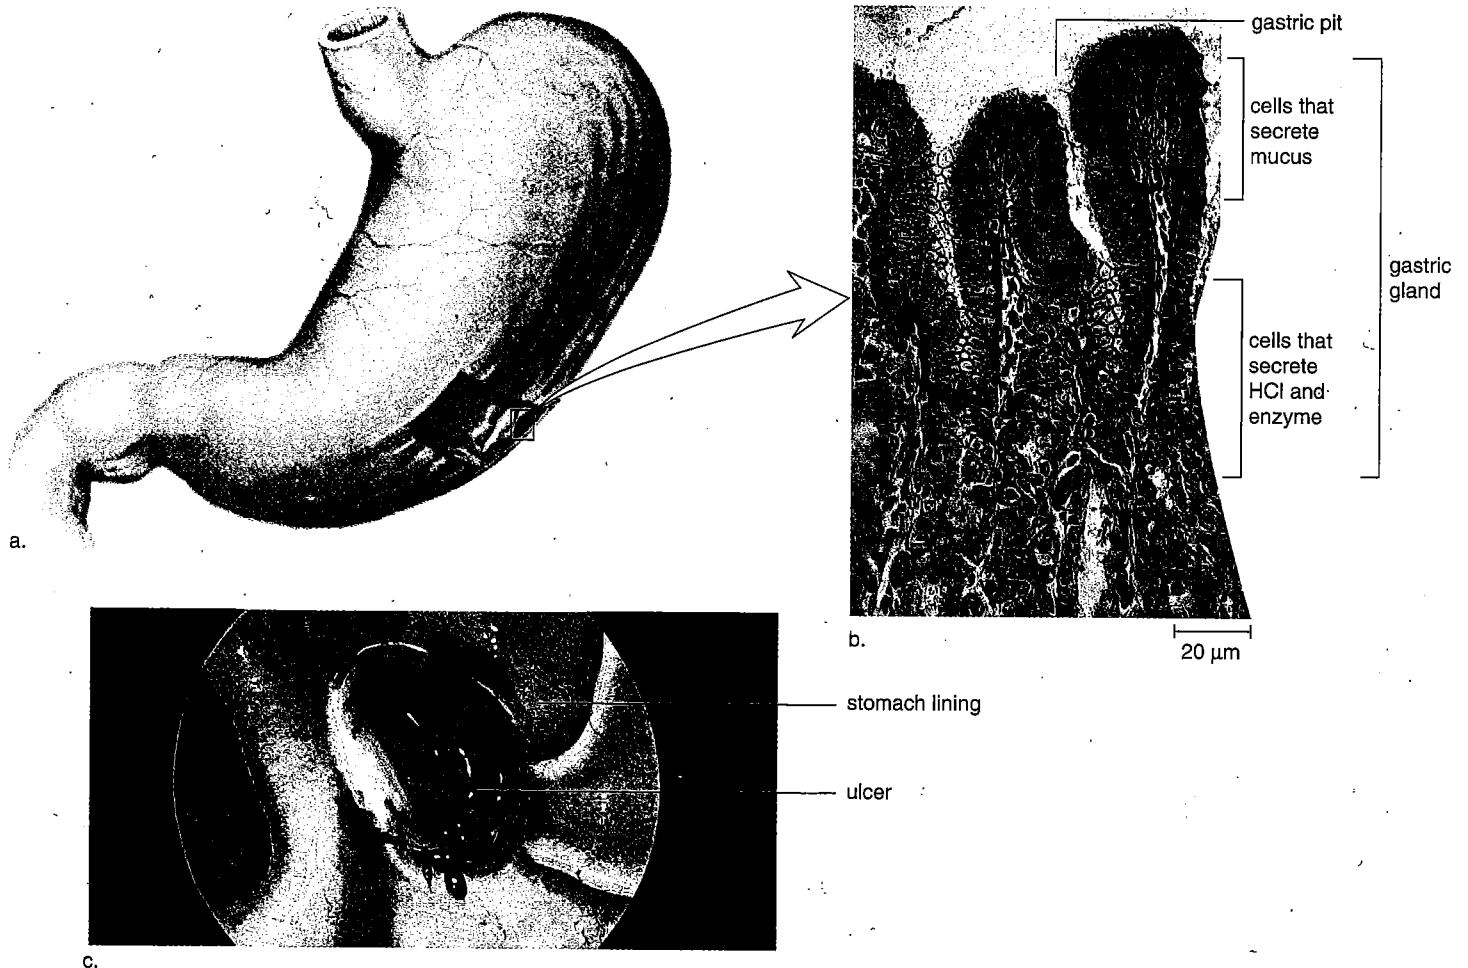 gastric pit
cells that
secrete
mucus
gastric
gland
cells that
secrete
HCl and
enzyme
a.
b.
20 μm
stomach lining
ulcer
c.